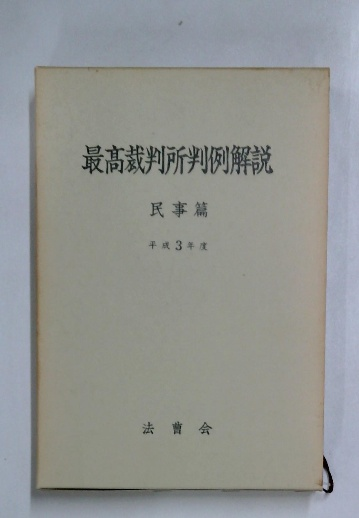 最高裁判所判例解説
民事篇
平成3年度
法曹会